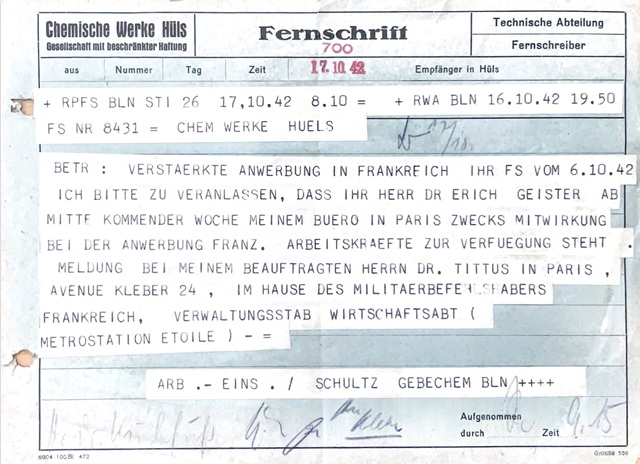 Chemische Werke Hüls
Gesellschaft mit beschränkter Haftung
Fernschrift
700
Technische Abteilung
Fernschreiber
aus Nummer Tag Zeit 17.10.42 Empfänger in Hüls
+ RPFS BLN STI 26 17,10.42 8.10 = + RWA BLN 16.10.42 19.50
FS NR 8431 = CHEM WERKE HUELS
BETR : VERSTAERKTE ANWERBUNG IN FRANKREICH IHR FS VOM 6.10.42
ICH BITTE ZU VERANLASSEN, DASS IHR HERR DR ERICH GEISTER AB
MITTE KOMMENDER WOCHE MEINEM BUERO IN PARIS ZWECKS MITWIRKUNG
BEI DER ANWERBUNG FRANZ. ARBEITSKRAEFTE ZUR VERFUEGUNG STEHT .
MELDUNG BEI MEINEM BEAUFTRAGTEN HERRN DR. TITTUS IN PARIS ,
AVENUE KLEBER 24 , IM HAUSE DES MILITAERBEFEHLSHABERS
FRANKREICH, VERWALTUNGSSTAB WIRTSCHAFTSABT (
METROSTATION ETOILE ) - =
ARB .- EINS . / SCHULTZ GEBECHEM BLN ++++
Aufgenommen
durch Zeit 9.15